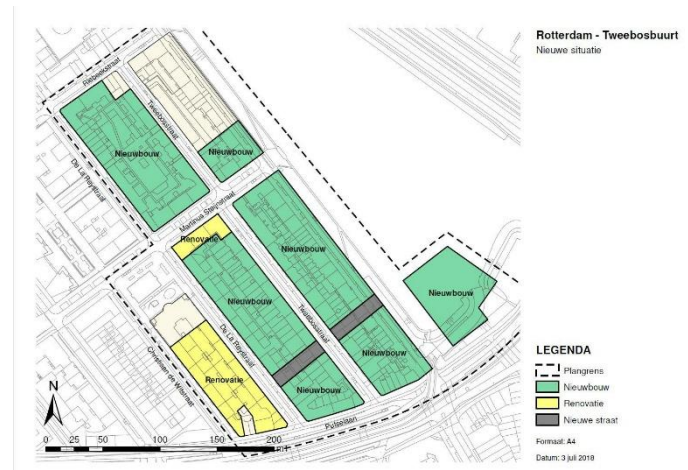 Rotterdam - Tweebosbuurt
Nieuwe situatie
Riebeekstraat
Tweebosstraat
Nieuwbouw
Nieuwbouw
De La Reystraat
Martinus Steijnstraat
Renovatie
Nieuwbouw
Nieuwbouw
Nieuwbouw
Tweebosstraat
De La Reystraat
Christiaan de Wetstraat
Renovatie
Nieuwbouw
Nieuwbouw
Putselaan
N
0 25 50 100 150 200
LEGENDA
Plangrens
Nieuwbouw
Renovatie
Nieuwe straat
Formaat: A4
Datum: 3 juli 2018